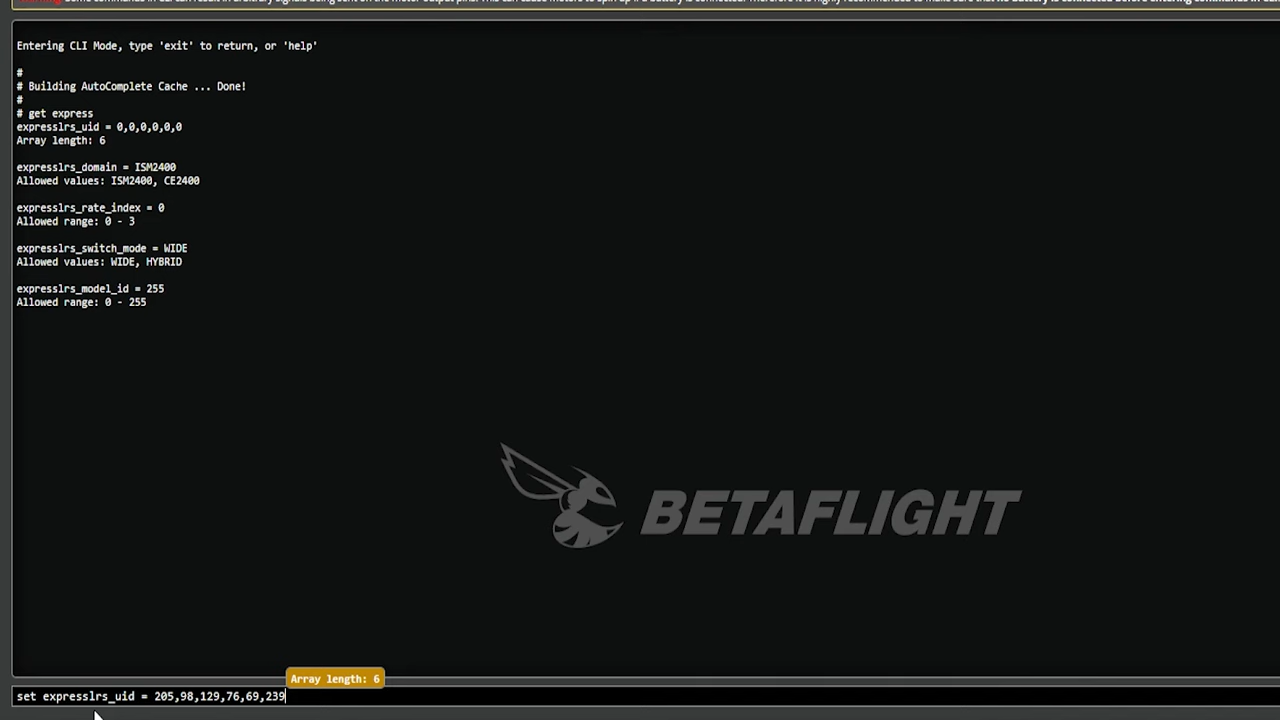 Entering CLI Mode, type 'exit' to return, or 'help'
#
# Building AutoComplete Cache ... Done!
#
# get express
expresslrs_uid = 0,0,0,0,0,0
Array length: 6
expresslrs_domain = ISM2400
Allowed values: ISM2400, CE2400
expresslrs_rate_index = 0
Allowed range: 0 - 3
expresslrs_switch_mode = WIDE
Allowed values: WIDE, HYBRID
expresslrs_model_id = 255
Allowed range: 0 - 255
BETAFLIGHT
Array length: 6
set expresslrs_uid = 205,98,129,76,69,239